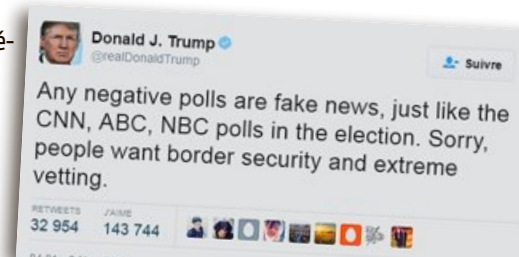 é-
Donald J. Trump
@realDonaldTrump
Suivre
Any negative polls are fake news, just like the
CNN, ABC, NBC polls in the election. Sorry,
people want border security and extreme
vetting.
RETWEETS J'AIME
32 954 143 744